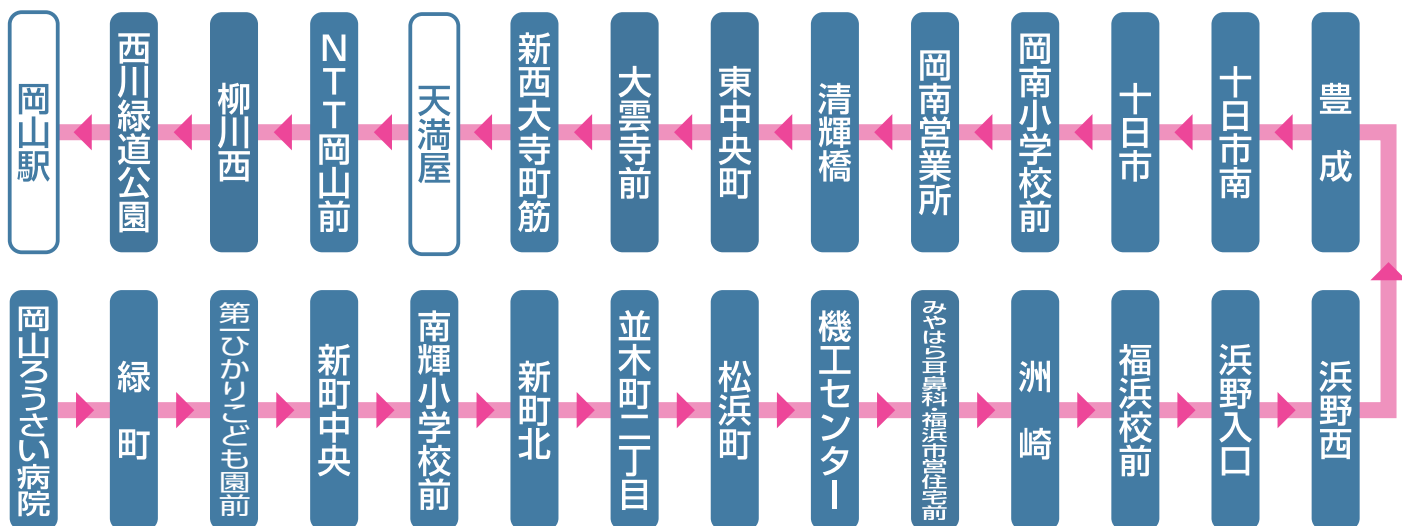 岡山駅
西川緑道公園
柳川西
NTT岡山前
天満屋
新西大寺町筋
大雲寺前
東中央町
清輝橋
岡南営業所
岡南小学校前
十日市
十日市南
豊成
岡山ろうさい病院
緑町
第一ひかりこども園前
新町中央
南輝小学校前
新町北
並木町二丁目
松浜町
機工センター
みやはら耳鼻科・福浜市営住宅前
洲崎
福浜校前
浜野入口
浜野西